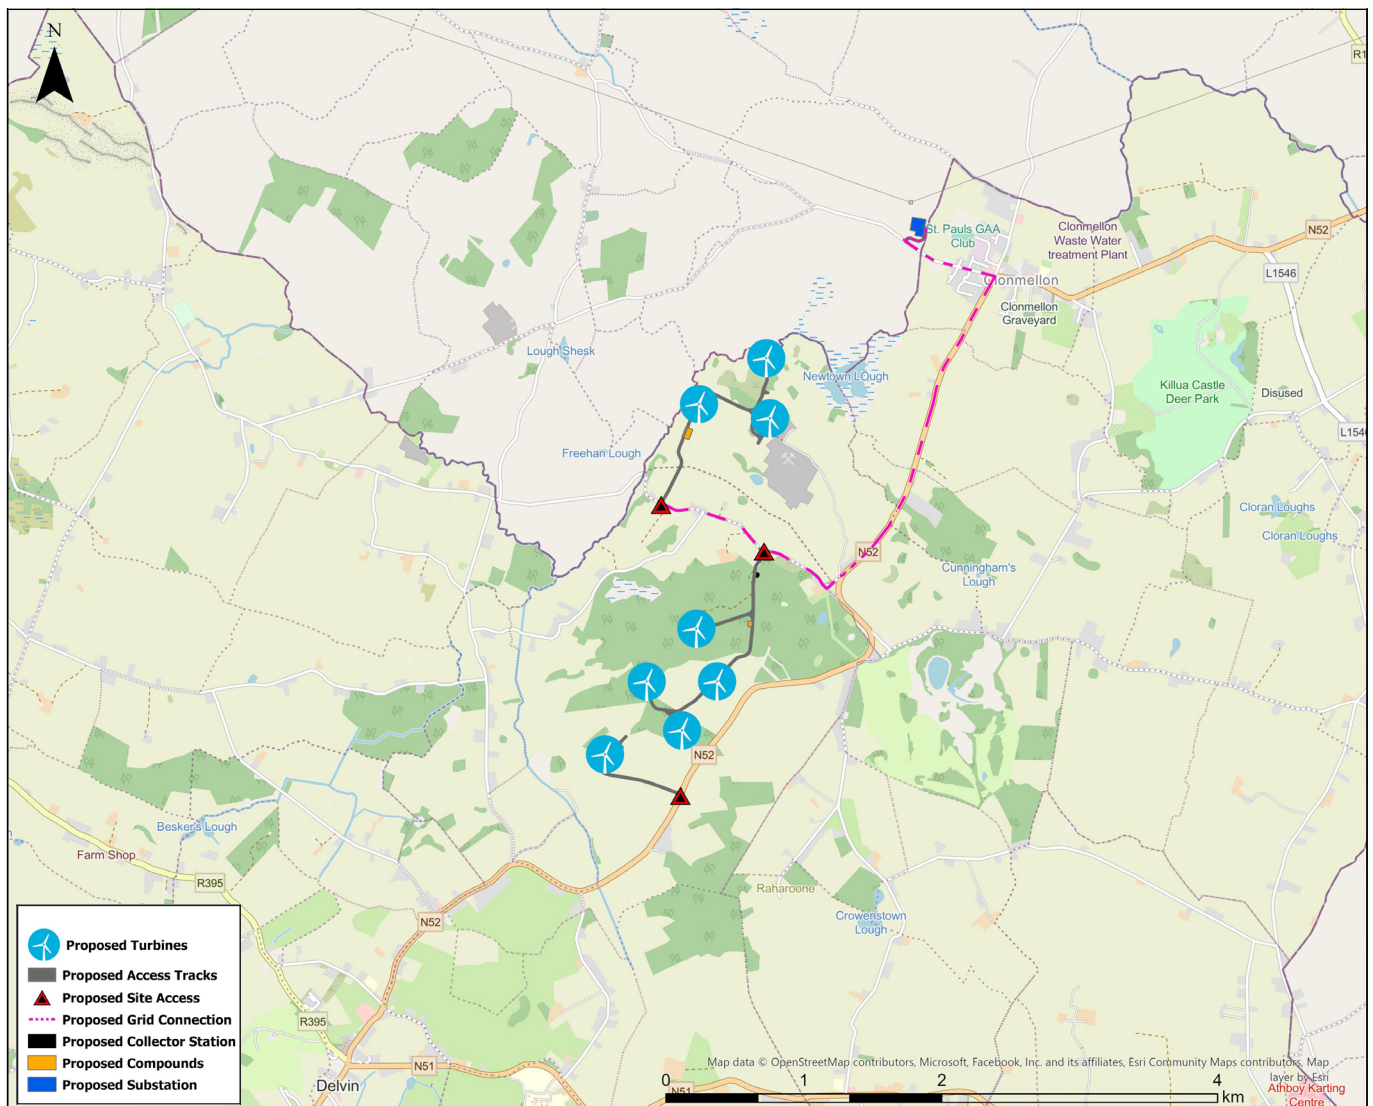 N
R1
N52
St. Pauls GAA
Club
Clonmellon
Waste Water
treatment Plant
L1546
Clonmellon
Clonmellon
Graveyard
Lough Shesk
Newtown LOugh
Killua Castle
Deer Park
Disused
L1546
Freehan Lough
Cloran Loughs
Cloran Loughs
N52
Cunningham's
Lough
N52
Besker's Lough
Farm Shop
R395
Raharoone
N52
Crowenstown
Lough
Proposed Turbines
Proposed Access Tracks
Proposed Site Access
Proposed Grid Connection
Proposed Collector Station
Proposed Compounds
Proposed Substation
R395
N51
Delvin
Map data © OpenStreetMap contributors, Microsoft, Facebook, Inc. and its affiliates, Esri Community Maps contributors, Map
layer by Esri
0 1 2 4
km
N51
Athboy Karting
Centre